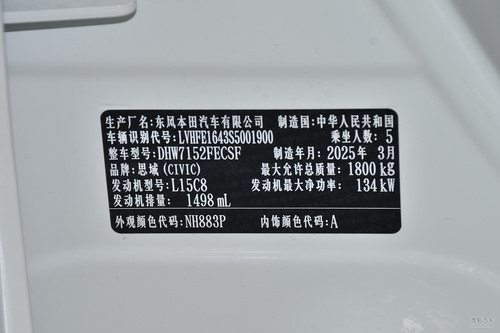 生产厂名:东风本田汽车有限公司 制造国:中华人民共和国
车辆识别代号:LVHFE1643S5001900 乘坐人数:5
整车型号:DHW7152FECSF 制造年月:2025年 3月
品牌:思域(CIVIC) 最大允许总质量:1800kg
发动机型号:L15C8 发动机最大净功率:134kW
发动机排量:1498 mL
外观颜色代码:NH883P 内饰颜色代码:A